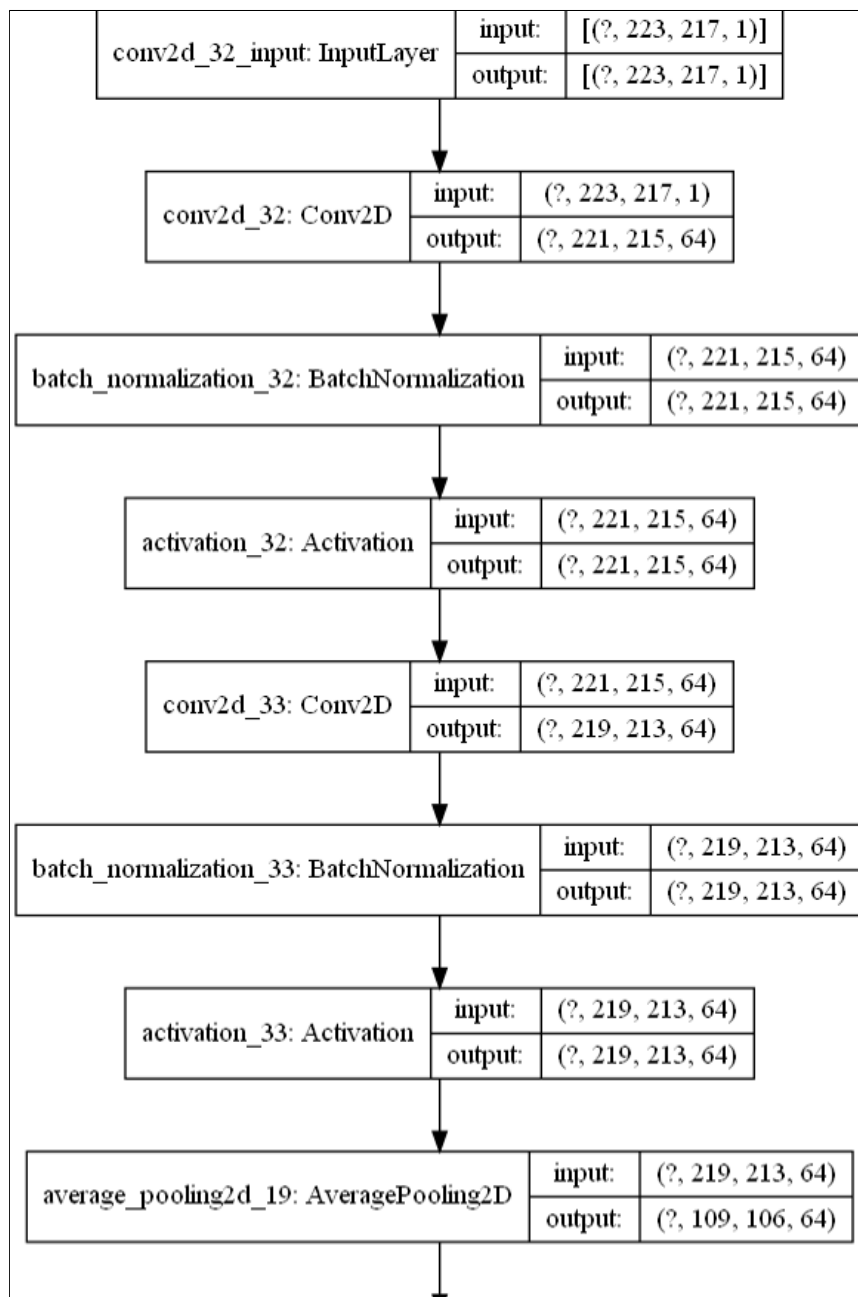 conv2d_32_input: InputLayer
input: [(?, 223, 217, 1)]
output: [(?, 223, 217, 1)]
conv2d_32: Conv2D
input: (?, 223, 217, 1)
output: (?, 221, 215, 64)
batch_normalization_32: BatchNormalization
input: (?, 221, 215, 64)
output: (?, 221, 215, 64)
activation_32: Activation
input: (?, 221, 215, 64)
output: (?, 221, 215, 64)
conv2d_33: Conv2D
input: (?, 221, 215, 64)
output: (?, 219, 213, 64)
batch_normalization_33: BatchNormalization
input: (?, 219, 213, 64)
output: (?, 219, 213, 64)
activation_33: Activation
input: (?, 219, 213, 64)
output: (?, 219, 213, 64)
average_pooling2d_19: AveragePooling2D
input: (?, 219, 213, 64)
output: (?, 109, 106, 64)